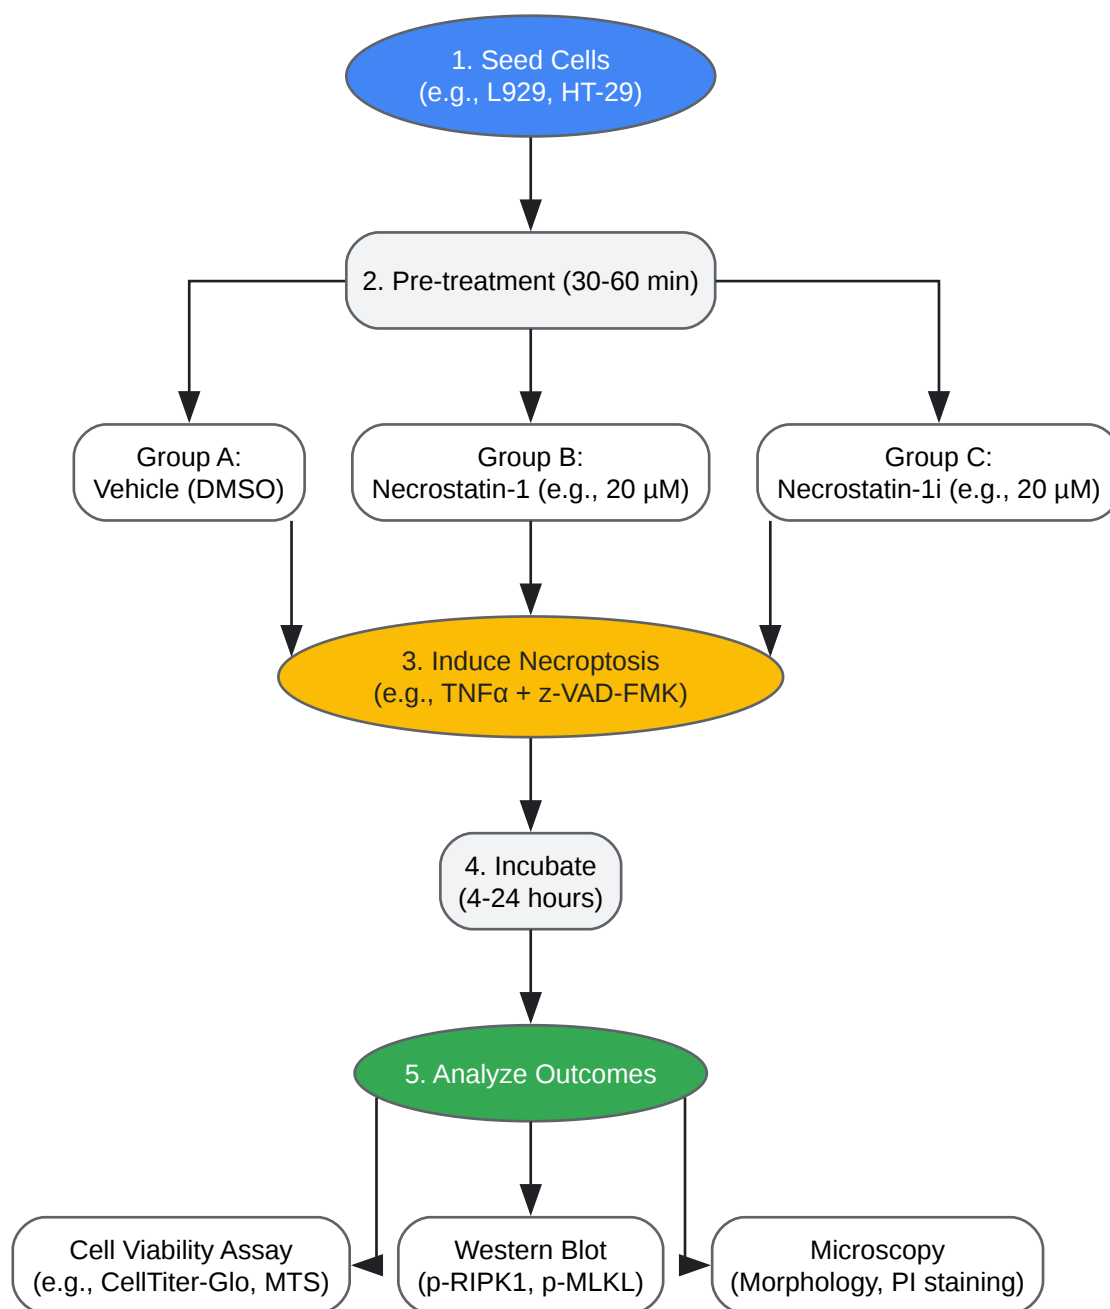 1. Seed Cells
(e.g., L929, HT-29)
2. Pre-treatment (30-60 min)
Group A:
Vehicle (DMSO)
Group B:
Necrostatin-1 (e.g., 20 µM)
Group C:
Necrostatin-1i (e.g., 20 µM)
3. Induce Necroptosis
(e.g., TNFα + z-VAD-FMK)
4. Incubate
(4-24 hours)
5. Analyze Outcomes
Cell Viability Assay
(e.g., CellTiter-Glo, MTS)
Western Blot
(p-RIPK1, p-MLKL)
Microscopy
(Morphology, PI staining)